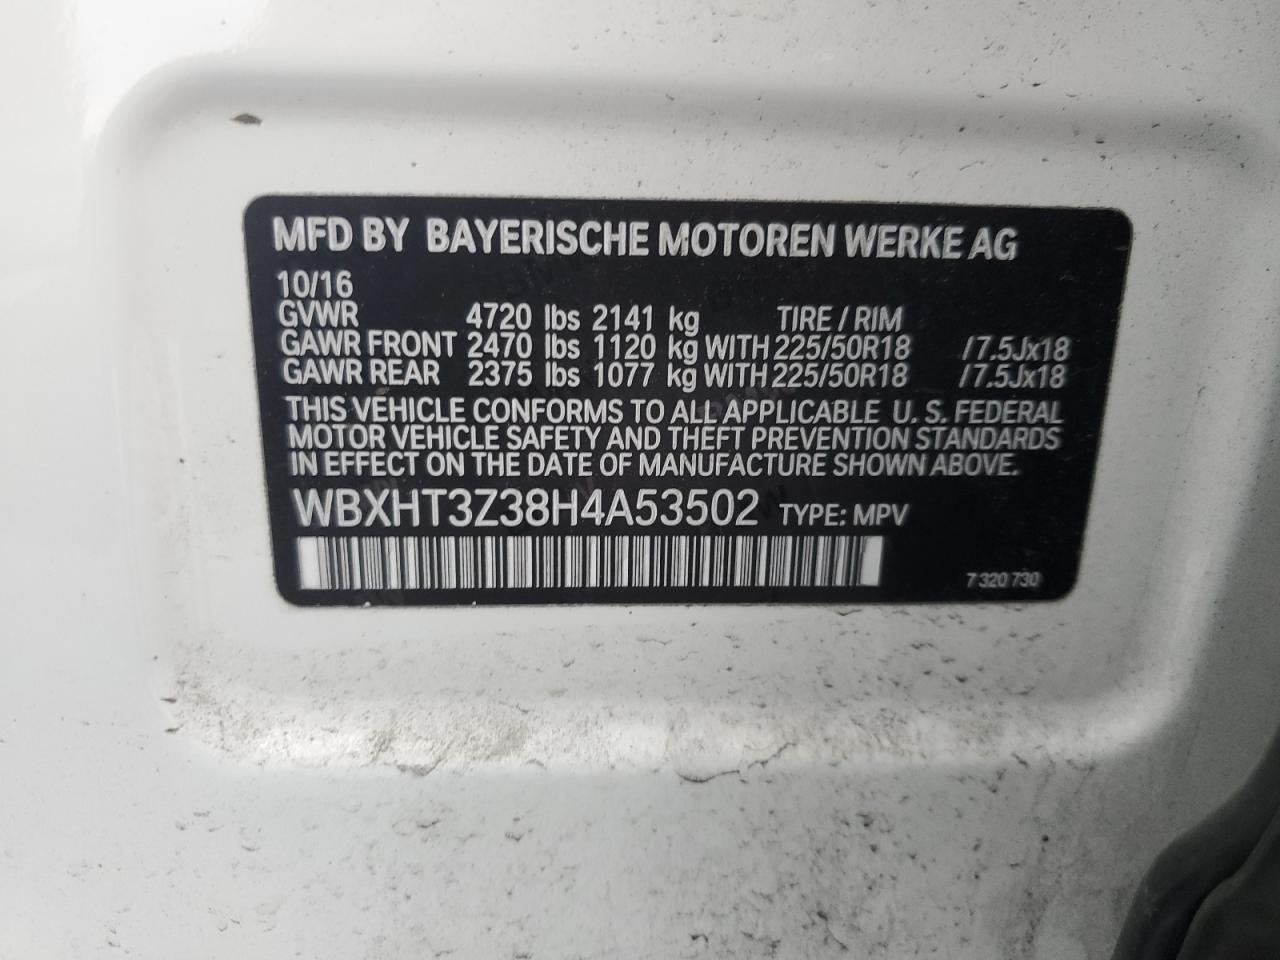 MFD BY BAYERISCHE MOTOREN WERKE AG
10/16
GVWR 4720 lbs 2141 kg TIRE / RIM
GAWR FRONT 2470 lbs 1120 kg WITH 225/50R18 /7.5Jx18
GAWR REAR 2375 lbs 1077 kg WITH 225/50R18 /7.5Jx18
THIS VEHICLE CONFORMS TO ALL APPLICABLE U. S. FEDERAL
MOTOR VEHICLE SAFETY AND THEFT PREVENTION STANDARDS
IN EFFECT ON THE DATE OF MANUFACTURE SHOWN ABOVE.
WBXHT3Z38H4A53502 TYPE: MPV
7 320 730